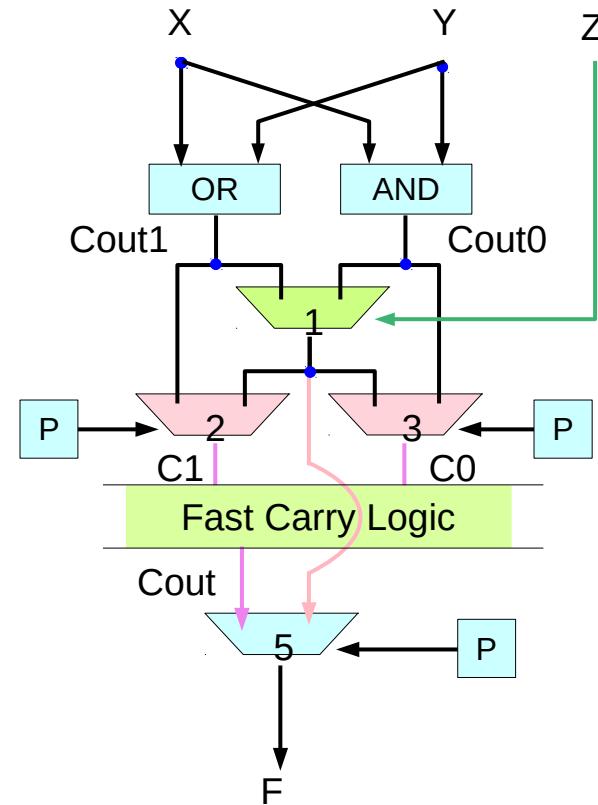 X Y Z
OR AND
Cout1 Cout0
1
P 2 3 P
C1 C0
Fast Carry Logic
Cout
5 P
F